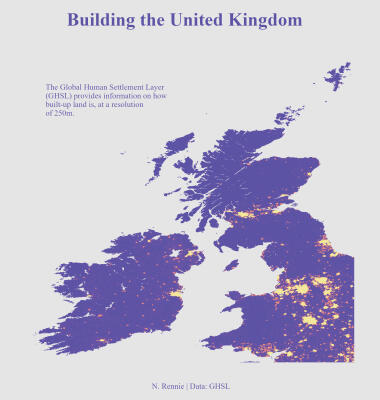 Building the United Kingdom
The Global Human Settlement Layer
(GHSL) provides information on how
built-up land is, at a resolution
of 250m.
N. Rennie | Data: GHSL